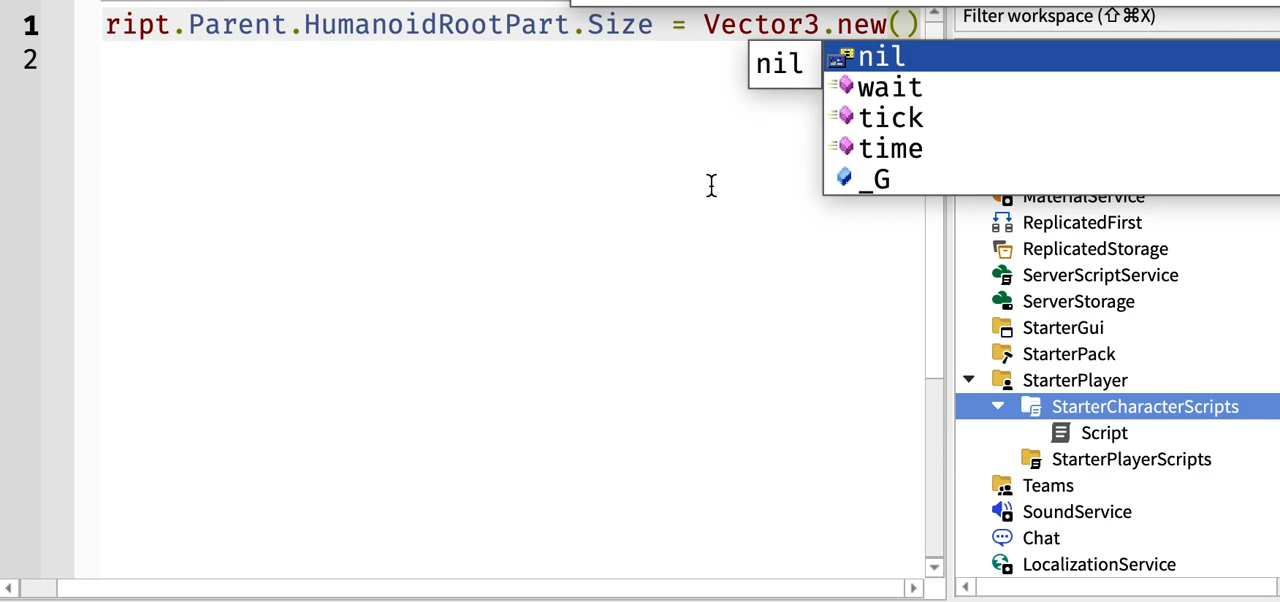 1 ript.Parent.HumanoidRootPart.Size = Vector3.new()
2
nil
nil
wait
tick
time
_G
Filter workspace (⇧⌘X)
MaterialService
ReplicatedFirst
ReplicatedStorage
ServerScriptService
ServerStorage
StarterGui
StarterPack
StarterPlayer
StarterCharacterScripts
Script
StarterPlayerScripts
Teams
SoundService
Chat
LocalizationService